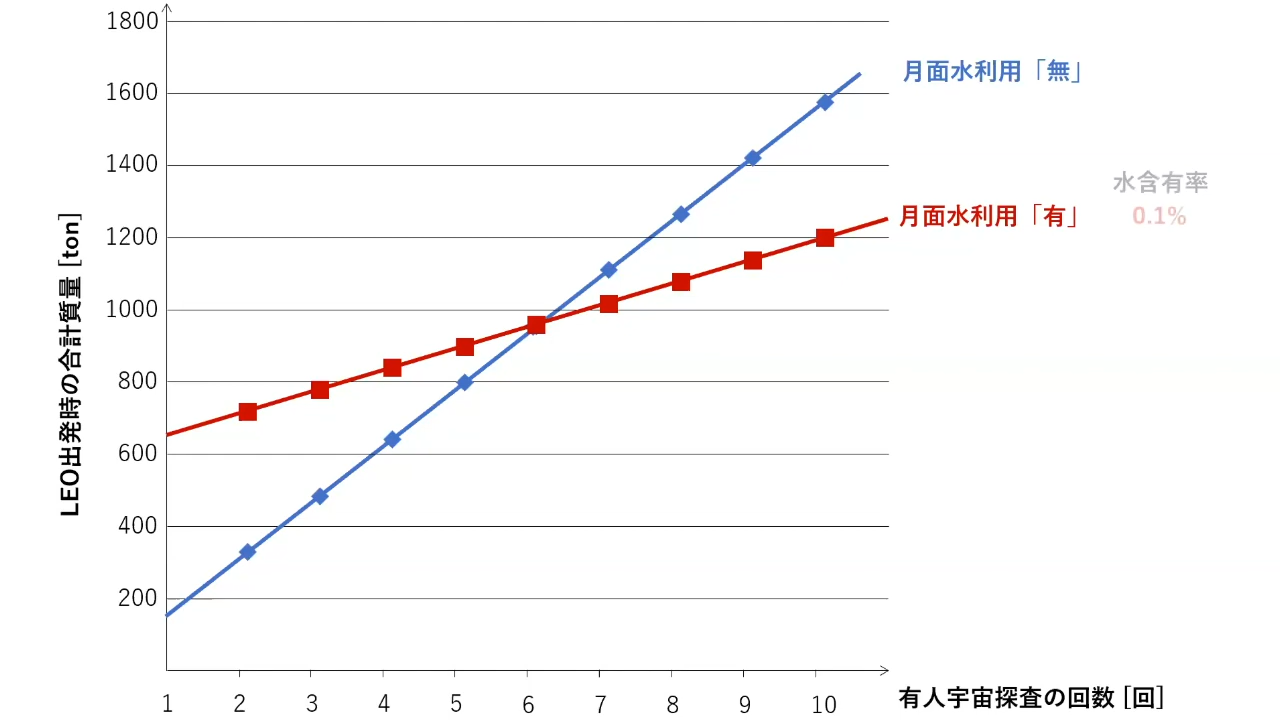 1800
1600
1400
1200
1000
800
600
400
200
1 2 3 4 5 6 7 8 9 10
LEO出発時の合計質量 [ton]
有人宇宙探査の回数 [回]
月面水利用「無」
月面水利用「有」
水含有率
0.1%